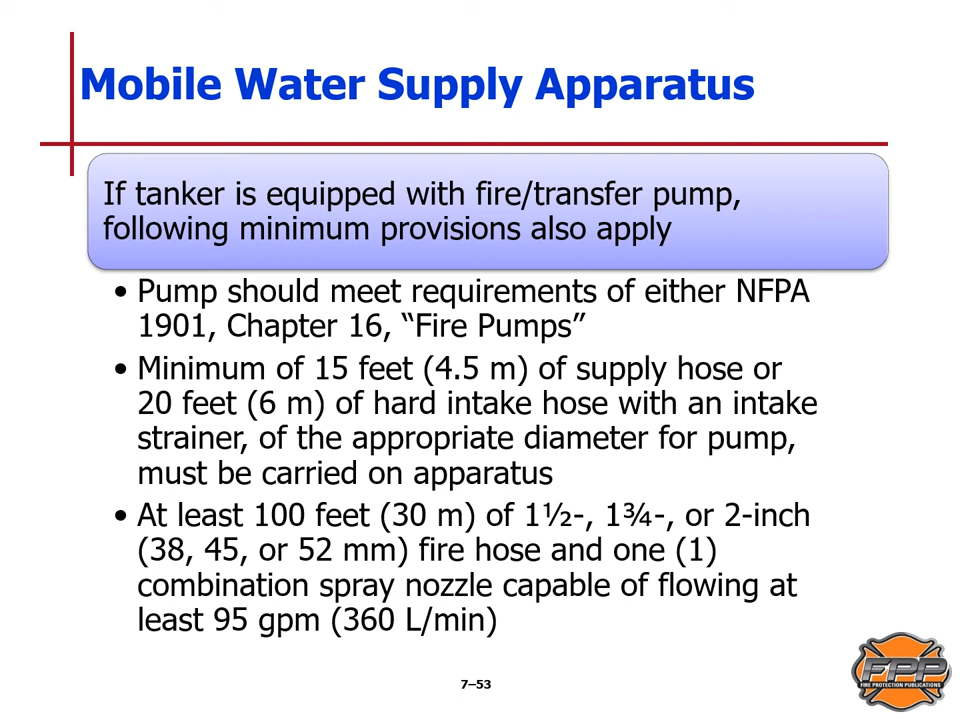 Mobile Water Supply Apparatus
If tanker is equipped with fire/transfer pump,
following minimum provisions also apply
• Pump should meet requirements of either NFPA
1901, Chapter 16, “Fire Pumps”
• Minimum of 15 feet (4.5 m) of supply hose or
20 feet (6 m) of hard intake hose with an intake
strainer, of the appropriate diameter for pump,
must be carried on apparatus
• At least 100 feet (30 m) of 1½-, 1¾-, or 2-inch
(38, 45, or 52 mm) fire hose and one (1)
combination spray nozzle capable of flowing at
least 95 gpm (360 L/min)
7–53
FPP
FIRE PROTECTION PUBLICATIONS